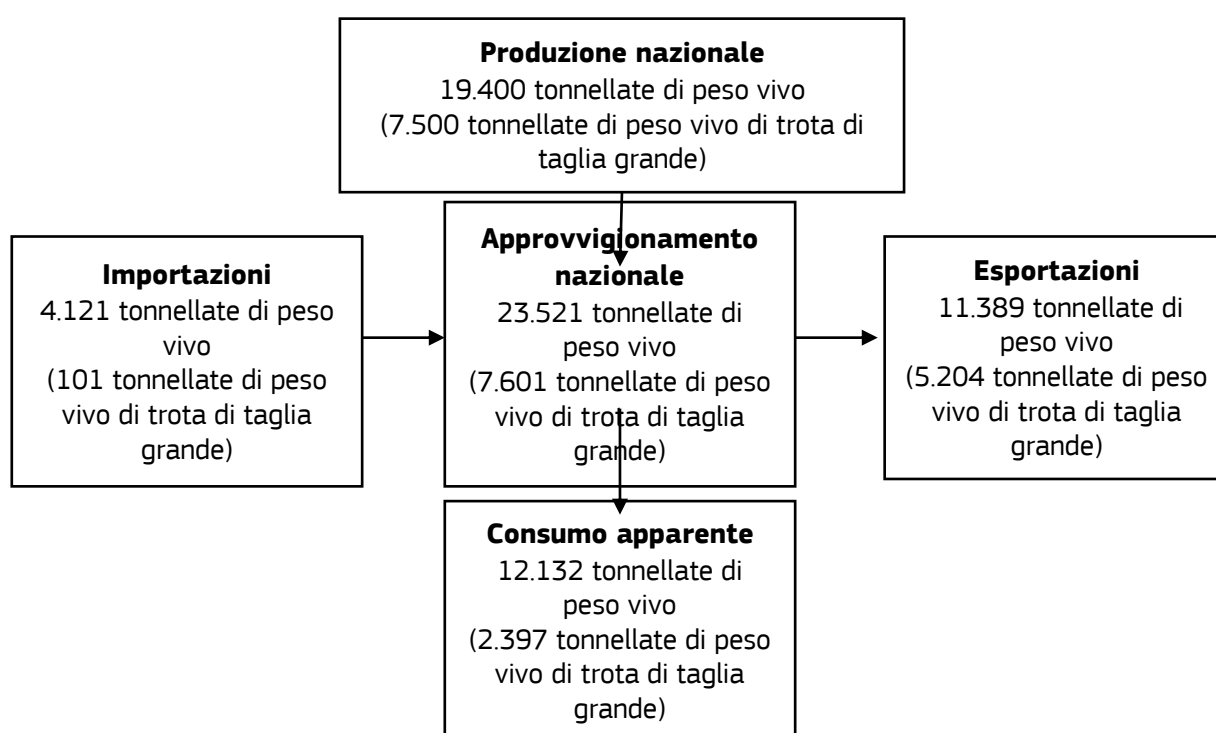 Produzione nazionale
19.400 tonnellate di peso vivo
(7.500 tonnellate di peso vivo di trota di
taglia grande)
Importazioni
4.121 tonnellate di peso
vivo
(101 tonnellate di peso
vivo di trota di taglia
grande)
Approvvigionamento
nazionale
23.521 tonnellate di
peso vivo
(7.601 tonnellate di peso
vivo di trota di taglia
grande)
Esportazioni
11.389 tonnellate di
peso vivo
(5.204 tonnellate di peso
vivo di trota di taglia
grande)
Consumo apparente
12.132 tonnellate di
peso vivo
(2.397 tonnellate di peso
vivo di trota di taglia
grande)